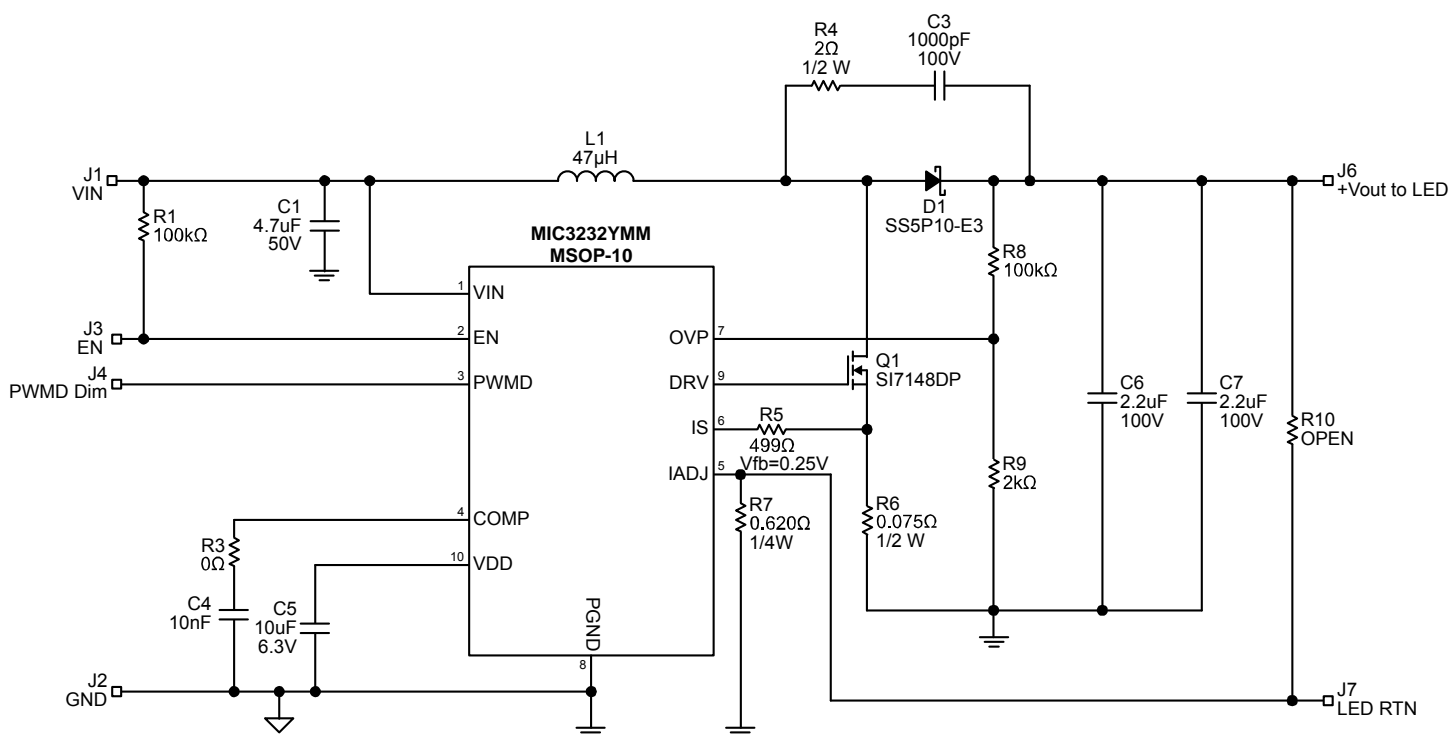 C3
1000pF
100V
R4
2Ω
1/2 W
L1
47µH
J1
VIN
R1
100kΩ
C1
4.7uF
50V
D1
SS5P10-E3
J6
+Vout to LED
MIC3232YMM
MSOP-10
R8
100kΩ
1
VIN
J3
EN
2
EN
OVP
7
J4
PWMD Dim
3
PWMD
DRV
9
Q1
SI7148DP
C6
2.2uF
100V
C7
2.2uF
100V
R10
OPEN
IS
6
R5
499Ω
Vfb=0.25V
IADJ
5
R9
2kΩ
R7
0.620Ω
1/4W
R6
0.075Ω
1/2 W
4
COMP
R3
0Ω
10
VDD
C4
10nF
C5
10uF
6.3V
PGND
8
J2
GND
J7
LED RTN